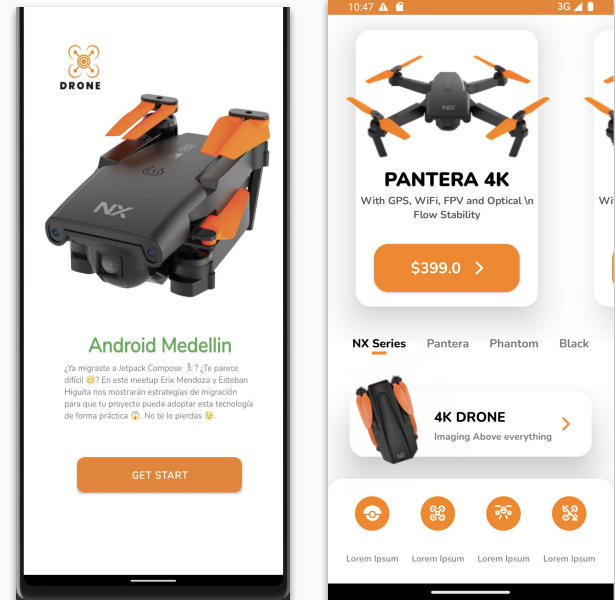 DRONE
NX
Android Medellin
¿Ya migraste a Jetpack Compose 🏃? ¿Te parece
difícil 🥲? En este meetup Erix Mendoza y Esteban
Higuita nos mostrarán estrategias de migración
para que tu proyecto pueda adoptar esta tecnología
de forma práctica 😱. No te lo pierdas 😉.
GET START
10:47
3G
NX
PANTERA 4K
With GPS, WiFi, FPV and Optical \n
Flow Stability
Wi
$399.0
NX Series Pantera Phantom Black
4K DRONE
Imaging Above everything
NX
Lorem Ipsum Lorem Ipsum Lorem Ipsum Lorem Ipsum